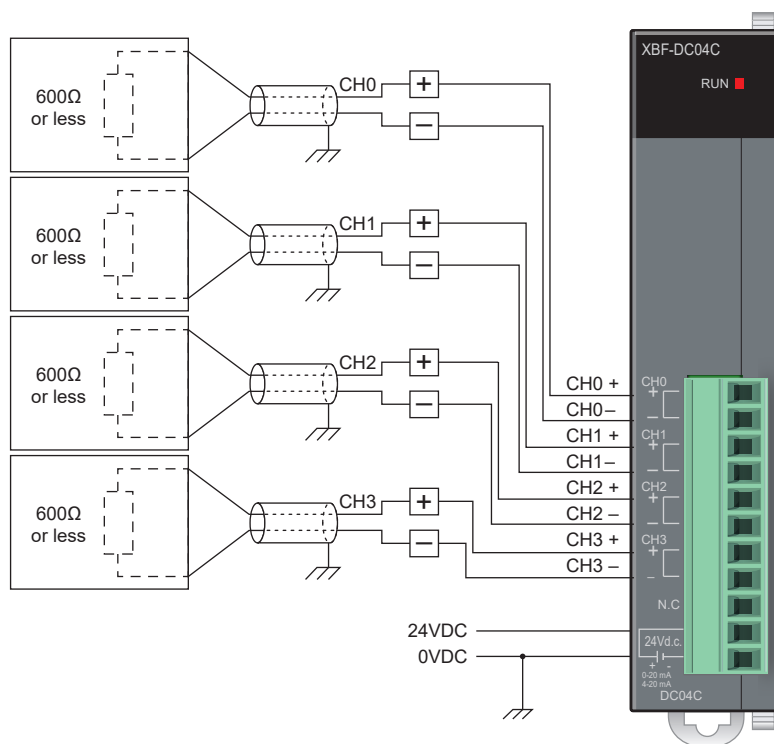 XBF-DC04C
RUN
600Ω
or less
CH0
+
−
600Ω
or less
CH1
+
−
600Ω
or less
CH2
+
−
600Ω
or less
CH3
+
−
CH0 +
CH0–
CH1 +
CH1–
CH2 +
CH2 –
CH3 +
CH3 –
24VDC
0VDC
CH0
+
−
CH1
+
−
CH2
+
−
CH3
+
−
N.C
24Vd.c.
+ -
0-20 mA
4-20 mA
DC04C